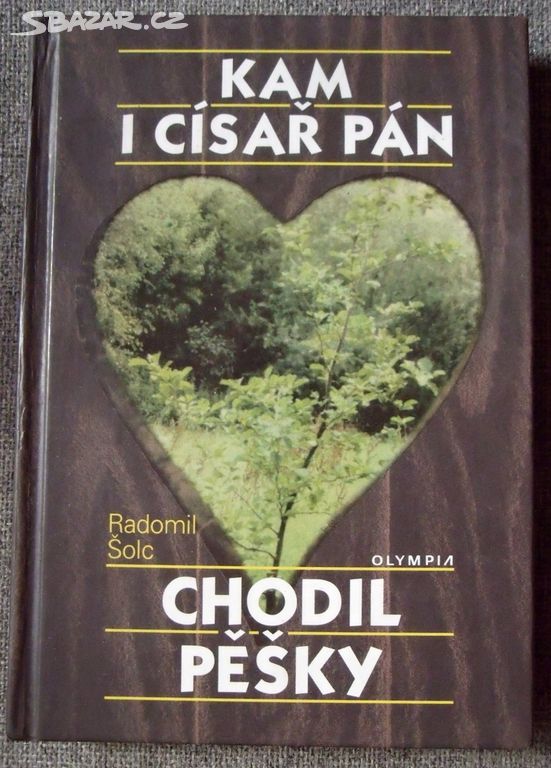 SBAZAR.CZ
KAM
I CÍSAŘ PÁN
Radomil
Šolc
OLYMPIA
CHODIL
PĚŠKY